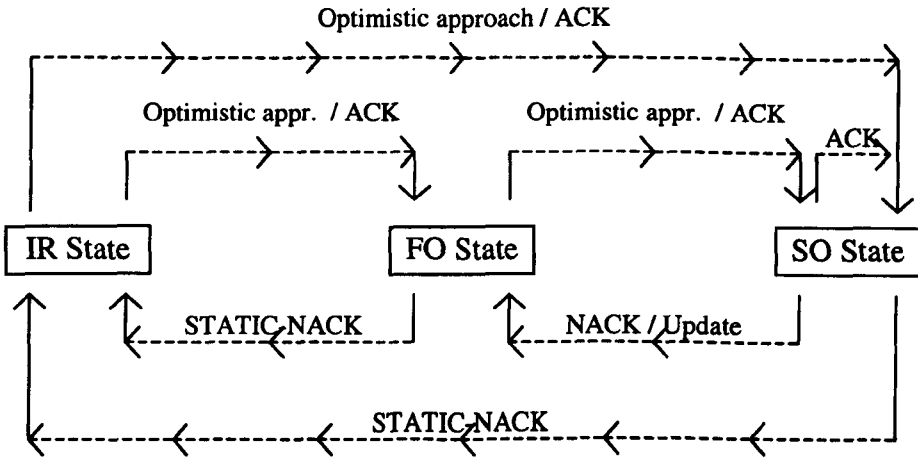 Optimistic approach / ACK
Optimistic appr. / ACK
Optimistic appr. / ACK
ACK
IR State
FO State
SO State
STATIC-NACK
NACK / Update
STATIC-NACK